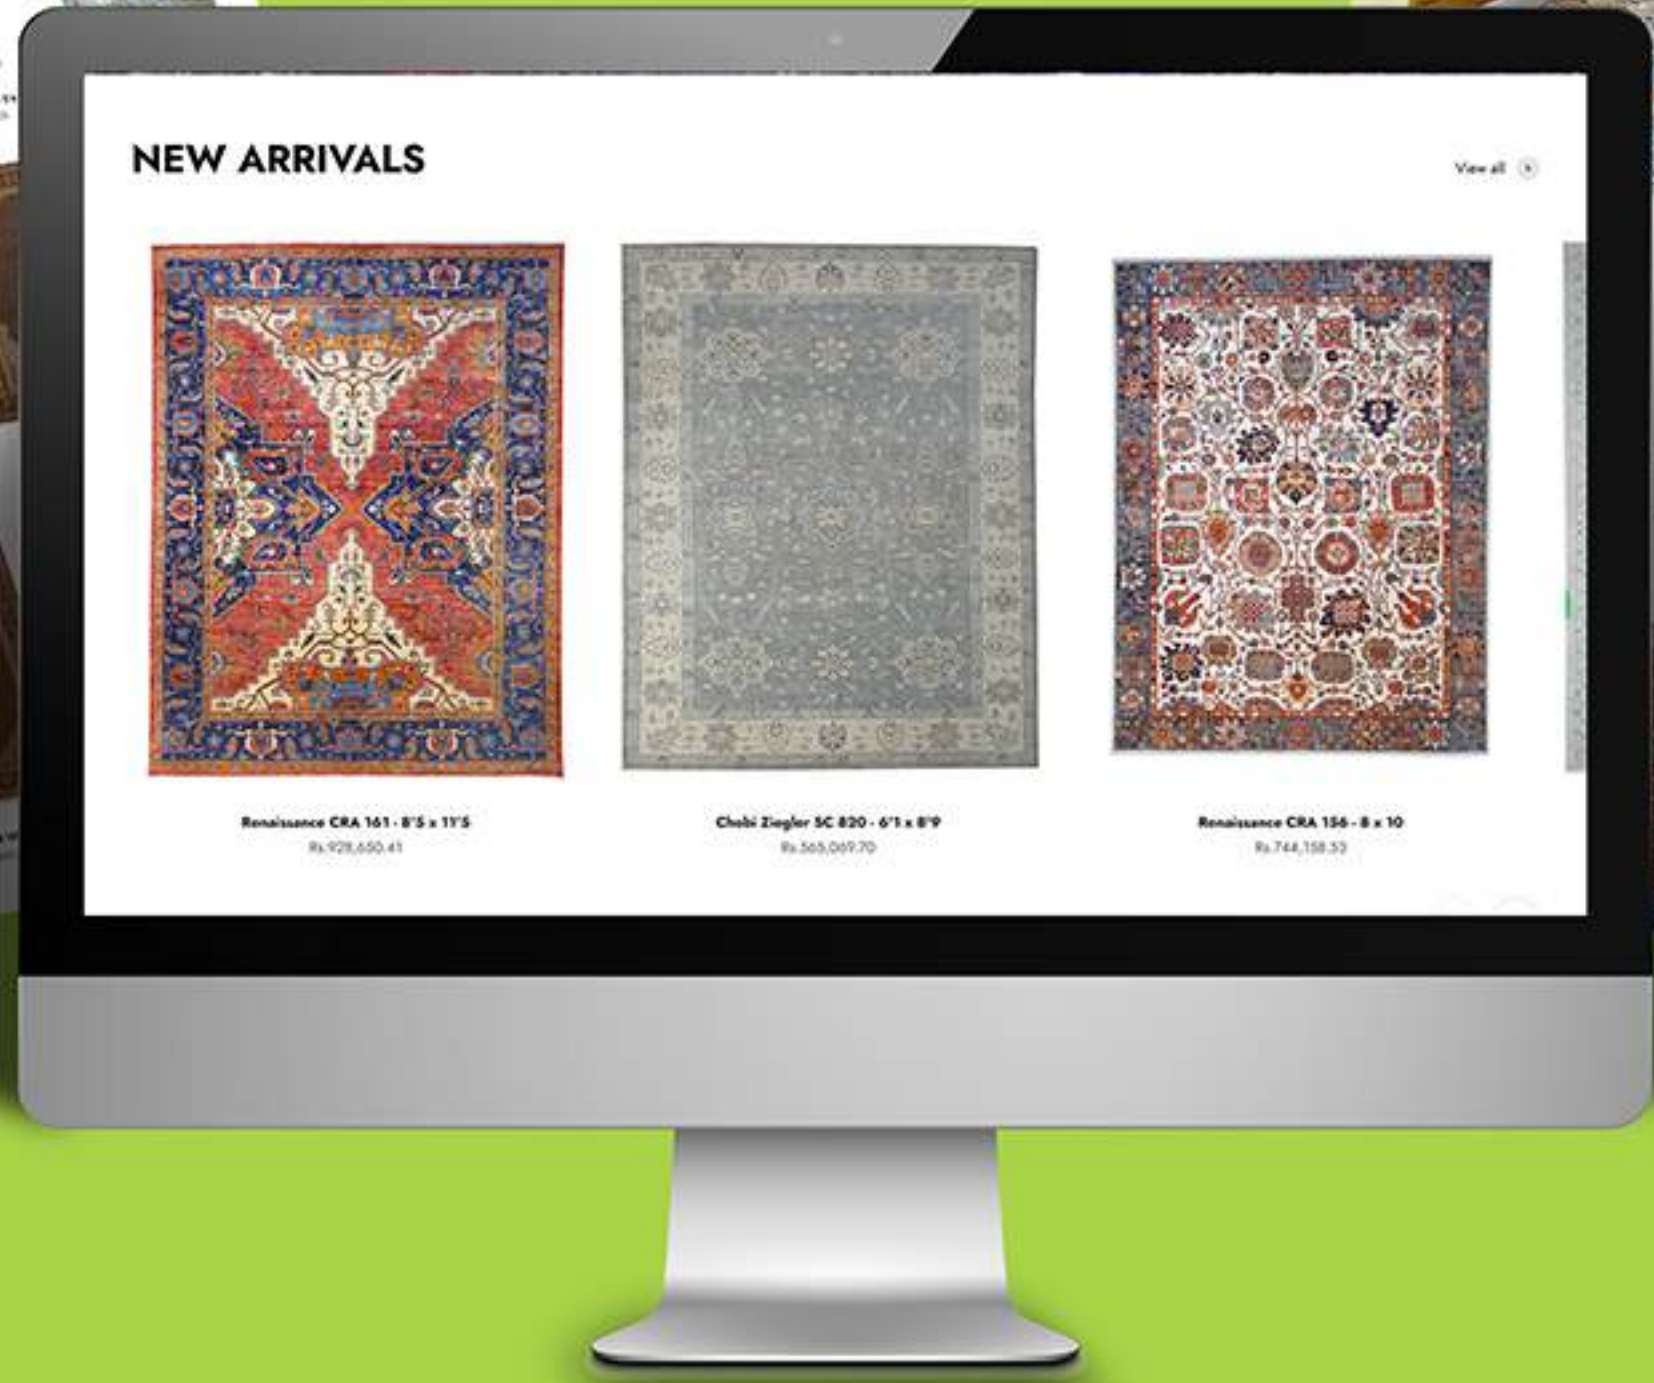 NEW ARRIVALS
View all
Renaissance CRA 161 - 8'5 x 11'5
Rs.928,650.41
Chobi Ziegler SC 820 - 6'1 x 8'9
Rs.565,069.70
Renaissance CRA 156 - 8 x 10
Rs.744,158.53